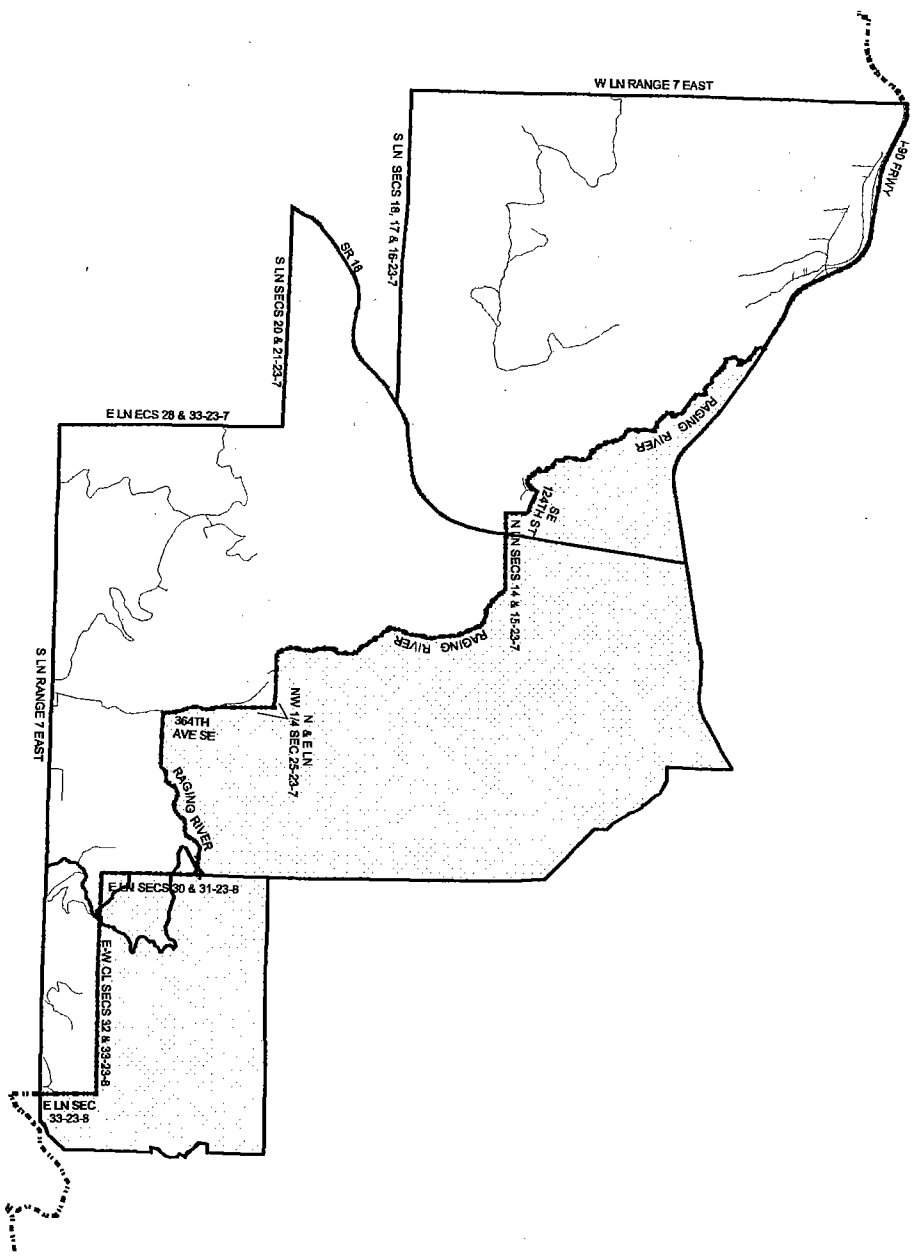 W LN RANGE 7 EAST
I-90 FRWY
S LN SECS 18, 17 & 16-23-7
SR 18
S LN SECS 20 & 21-23-7
RAGING RIVER
SE
124TH ST
N LN SECS 14 & 15-23-7
E LN ECS 28 & 33-23-7
RAGING RIVER
N & E LN
NW 1/4 SEC 25-23-7
364TH
AVE SE
S LN RANGE 7 EAST
RAGING RIVER
E LN SECS 30 & 31-23-8
E-W CL SECS 32 & 33-23-8
E LN SEC
33-23-8